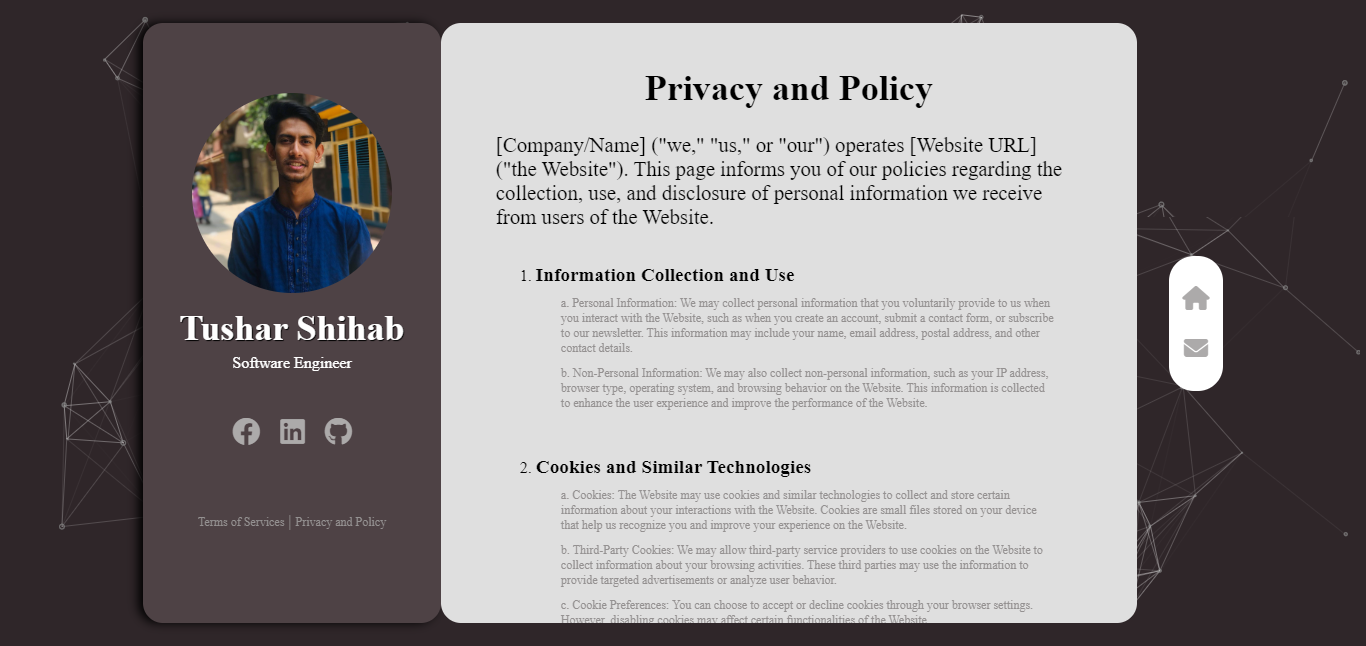 Tushar Shihab
Software Engineer
Terms of Services | Privacy and Policy
Privacy and Policy
[Company/Name] ("we," "us," or "our") operates [Website URL]
("the Website"). This page informs you of our policies regarding the
collection, use, and disclosure of personal information we receive
from users of the Website.
1. Information Collection and Use
a. Personal Information: We may collect personal information that you voluntarily provide to us when
you interact with the Website, such as when you create an account, submit a contact form, or subscribe
to our newsletter. This information may include your name, email address, postal address, and other
contact details.
b. Non-Personal Information: We may also collect non-personal information, such as your IP address,
browser type, operating system, and browsing behavior on the Website. This information is collected
to enhance the user experience and improve the performance of the Website.
2. Cookies and Similar Technologies
a. Cookies: The Website may use cookies and similar technologies to collect and store certain
information about your interactions with the Website. Cookies are small files stored on your device
that help us recognize you and improve your experience on the Website.
b. Third-Party Cookies: We may allow third-party service providers to use cookies on the Website to
collect information about your browsing activities. These third parties may use the information to
provide targeted advertisements or analyze user behavior.
c. Cookie Preferences: You can choose to accept or decline cookies through your browser settings.
However, disabling cookies may affect certain functionalities of the Website.